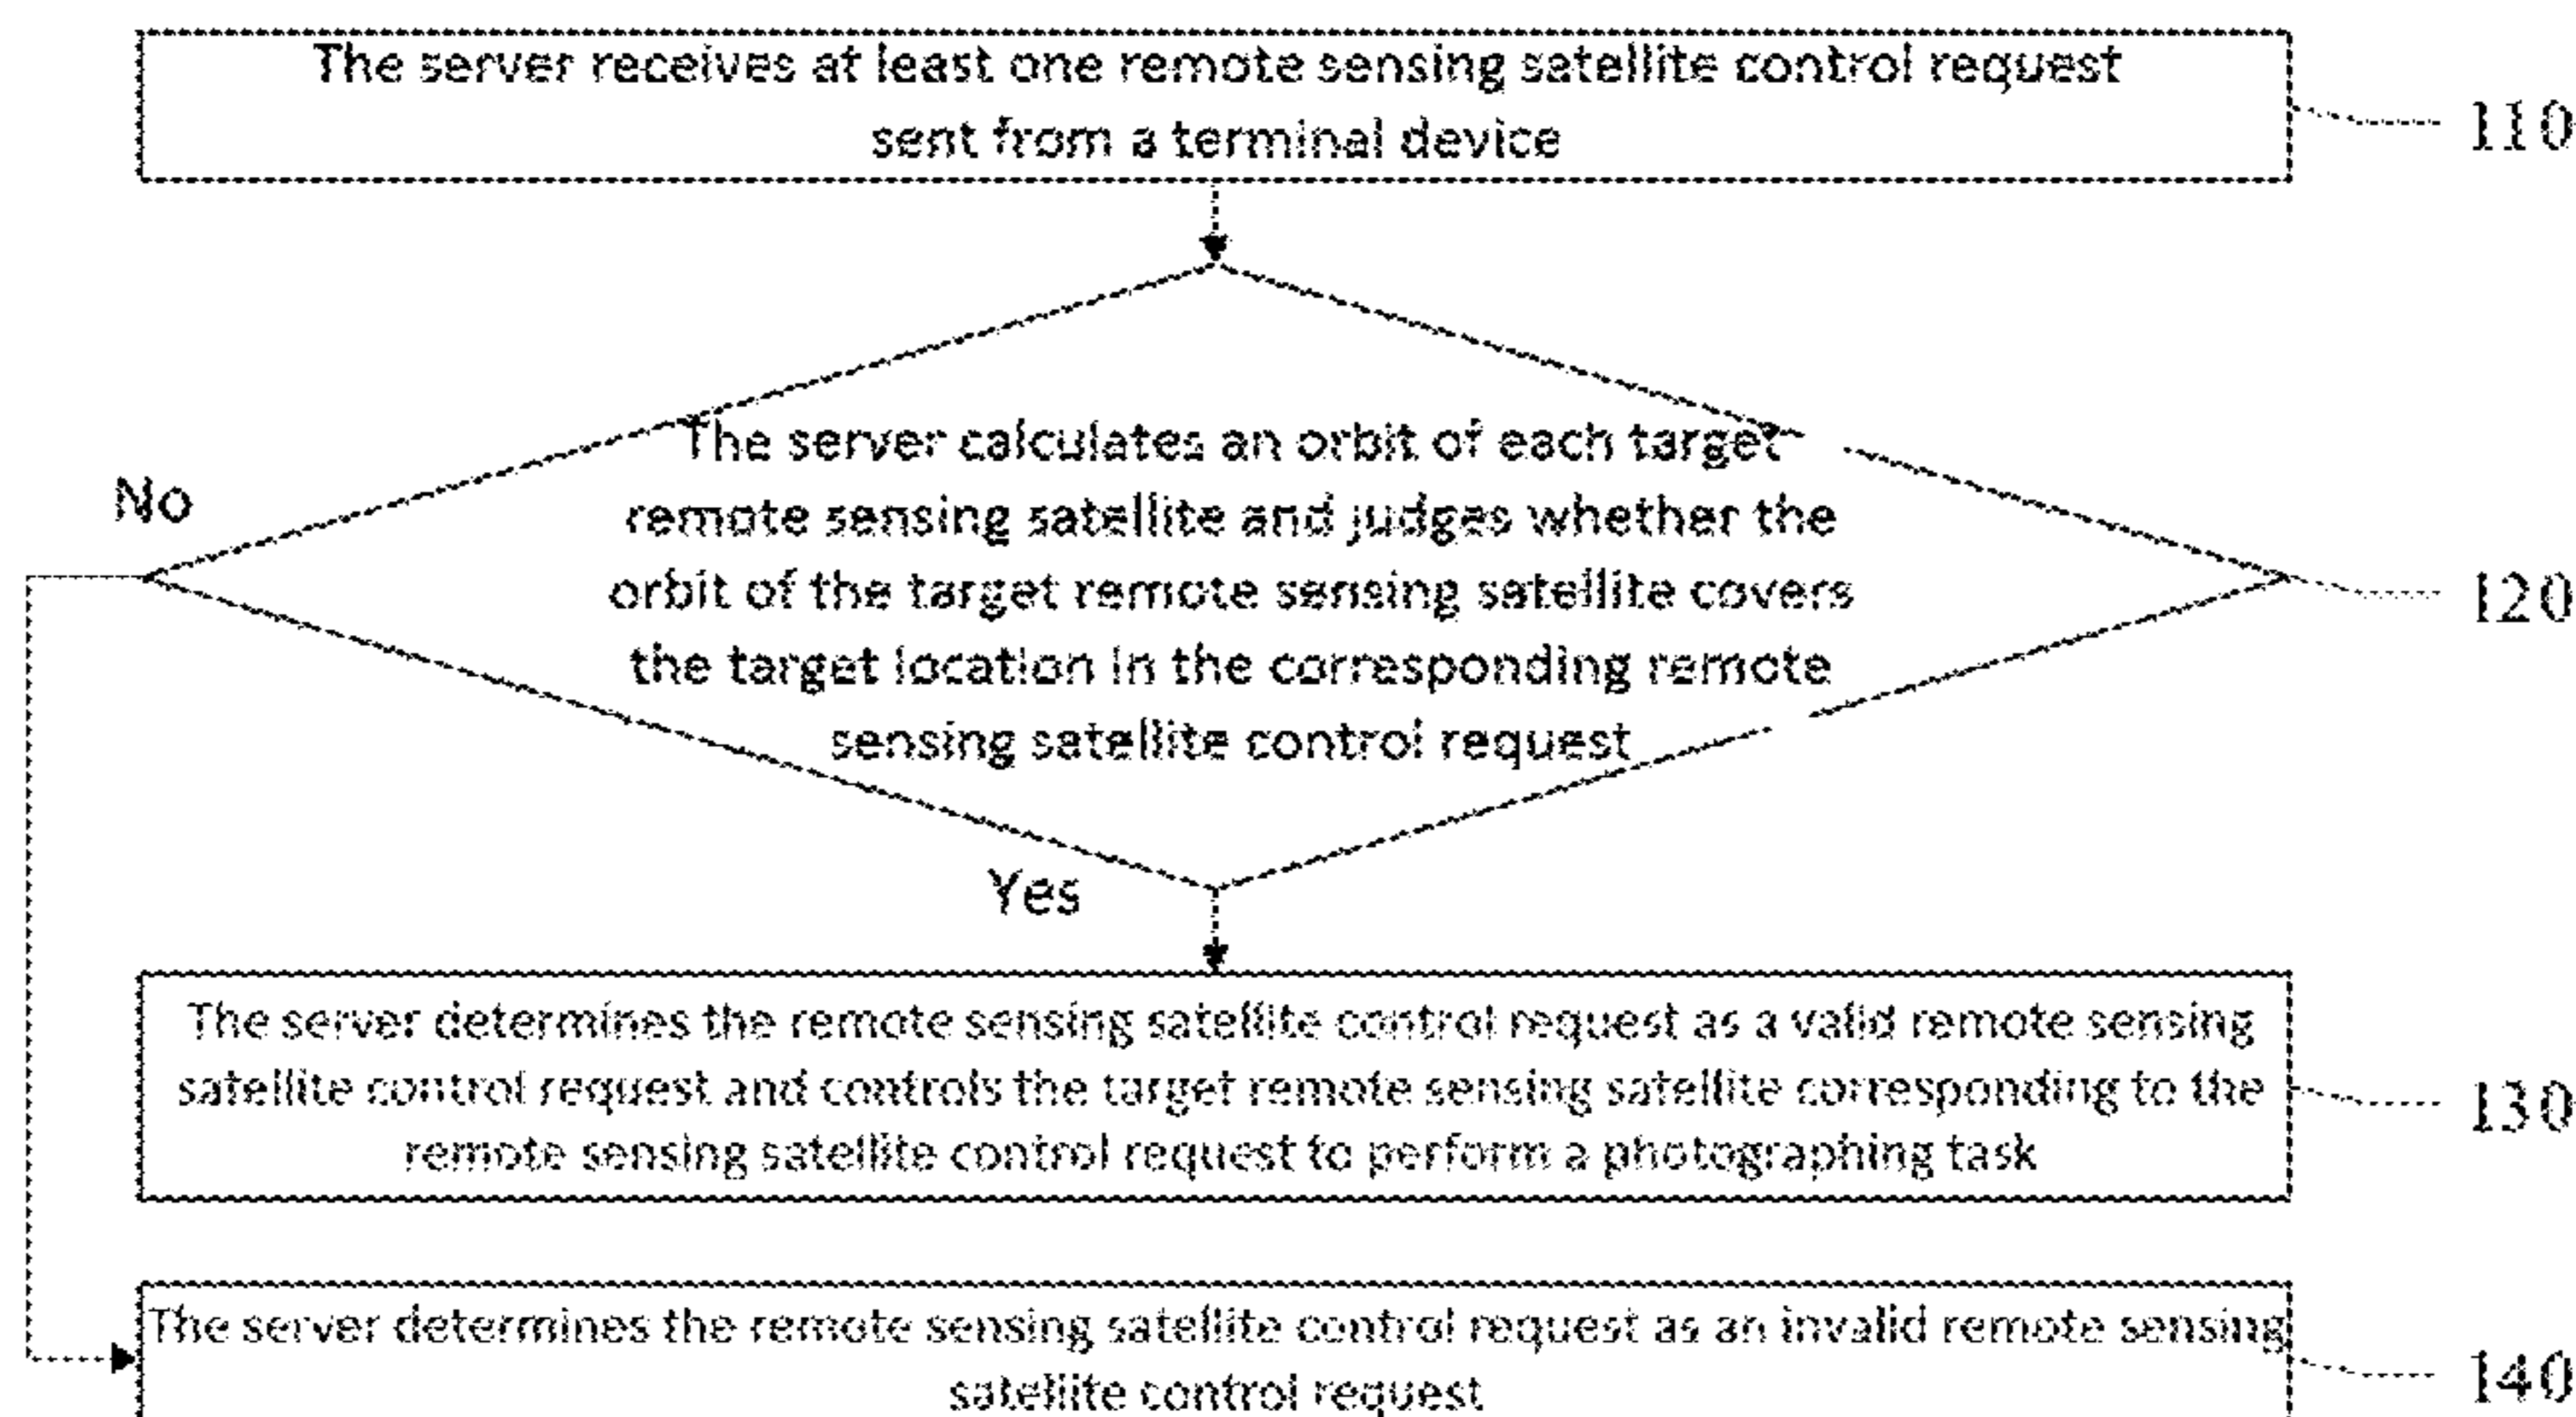 The server receives at least one remote sensing satellite control request
sent from a terminal device
110
The server calculates an orbit of each target
remote sensing satellite and judges whether the
orbit of the target remote sensing satellite covers
the target location in the corresponding remote
sensing satellite control request
No
120
Yes
The server determines the remote sensing satellite control request as a valid remote sensing
satellite control request and controls the target remote sensing satellite corresponding to the
remote sensing satellite control request to perform a photographing task
130
The server determines the remote sensing satellite control request as an invalid remote sensing
satellite control request
140